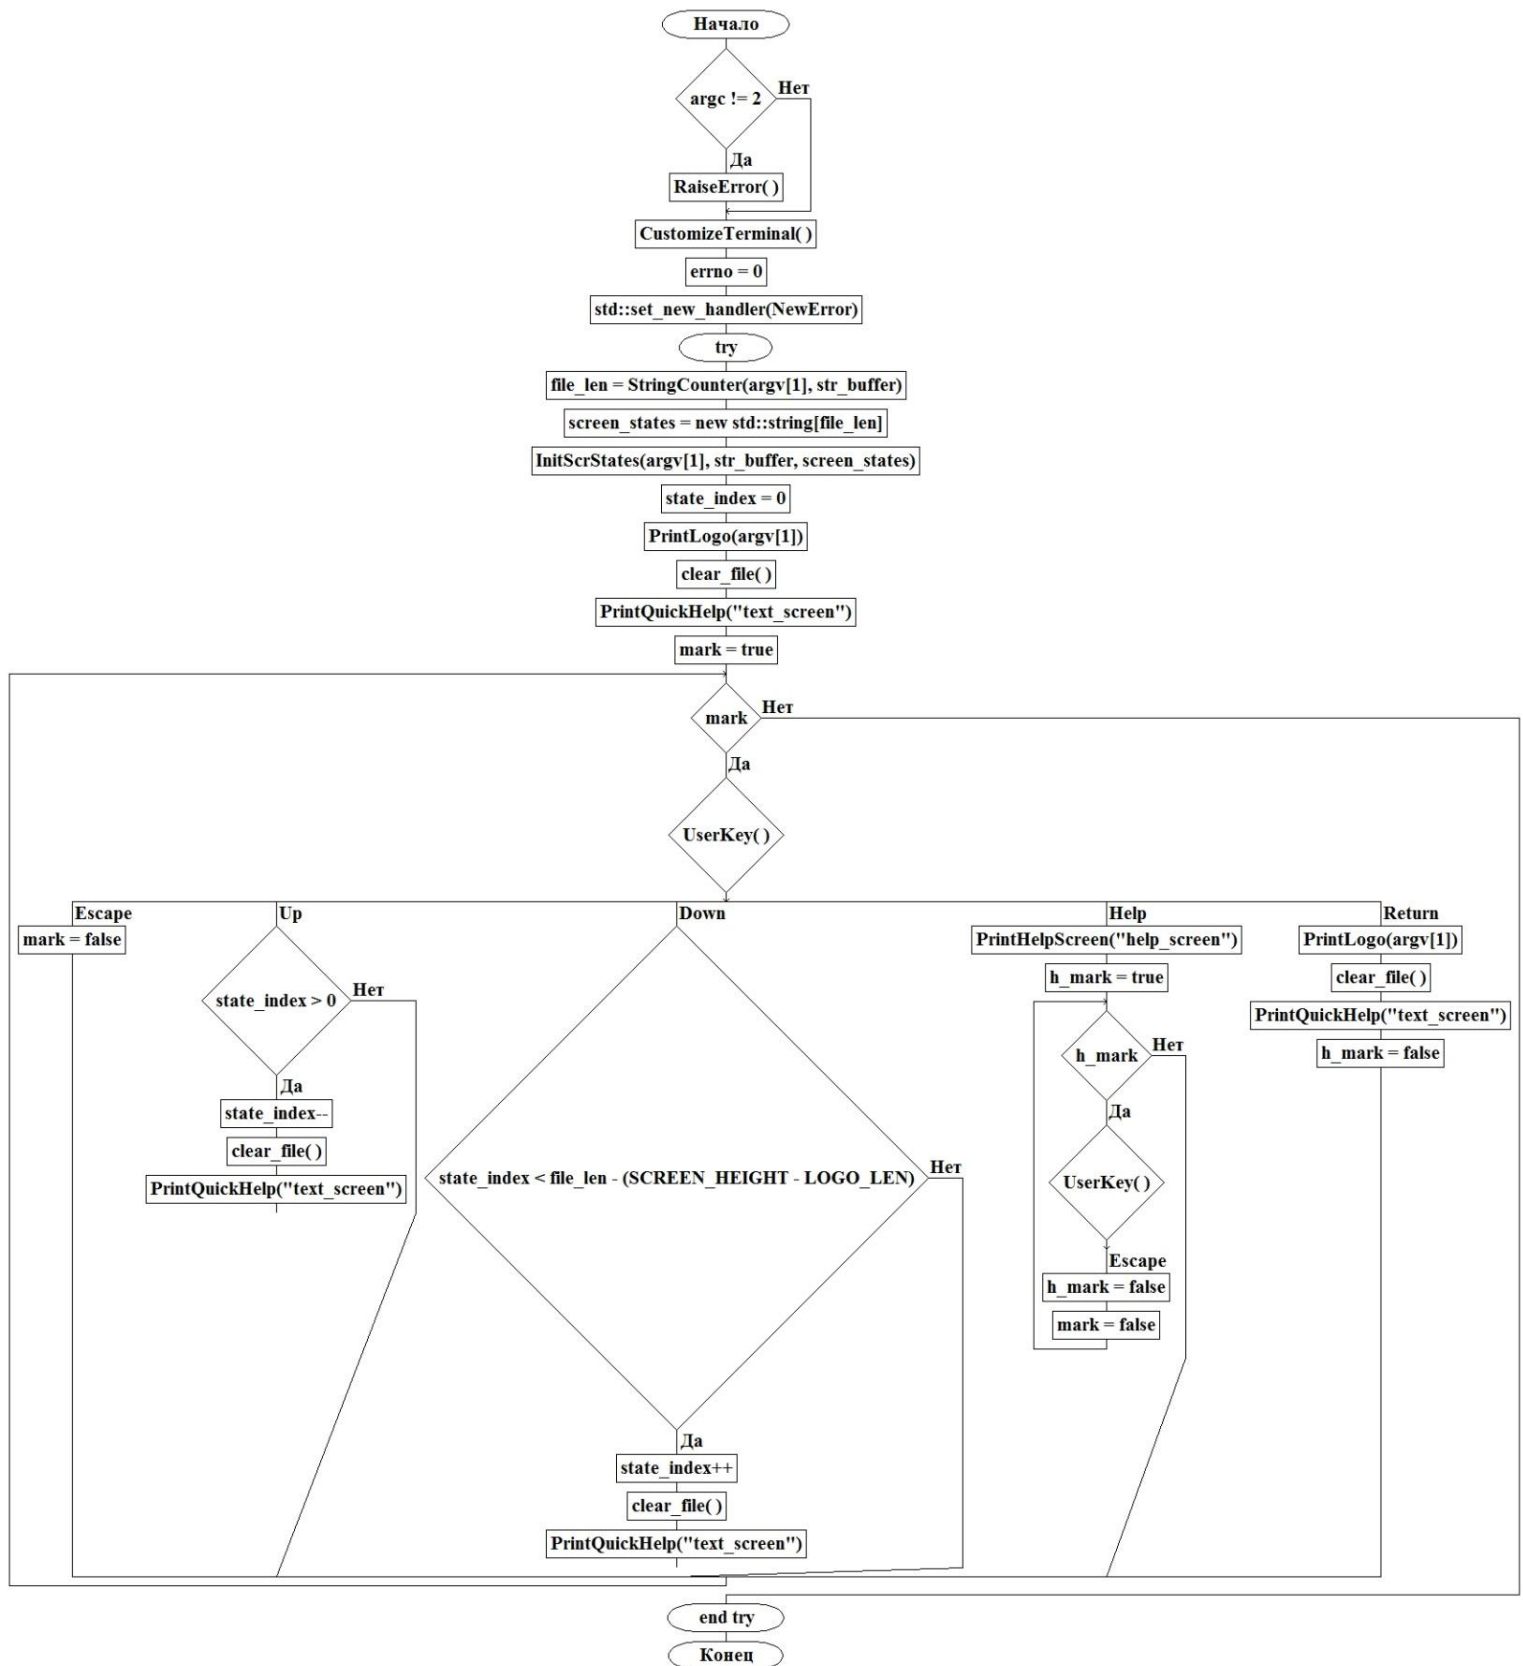 Начало
argc != 2
Нет
Да
RaiseError( )
CustomizeTerminal( )
errno = 0
std::set_new_handler(NewError)
try
file_len = StringCounter(argv[1], str_buffer)
screen_states = new std::string[file_len]
InitScrStates(argv[1], str_buffer, screen_states)
state_index = 0
PrintLogo(argv[1])
clear_file( )
PrintQuickHelp("text_screen")
mark = true
mark
Нет
Да
UserKey( )
Escape
mark = false
Up
state_index > 0
Нет
Да
state_index--
clear_file( )
PrintQuickHelp("text_screen")
Down
state_index < file_len - (SCREEN_HEIGHT - LOGO_LEN)
Нет
Да
state_index++
clear_file( )
PrintQuickHelp("text_screen")
Help
PrintHelpScreen("help_screen")
h_mark = true
h_mark
Нет
Да
UserKey( )
Escape
h_mark = false
mark = false
Return
PrintLogo(argv[1])
clear_file( )
PrintQuickHelp("text_screen")
h_mark = false
end try
Конец